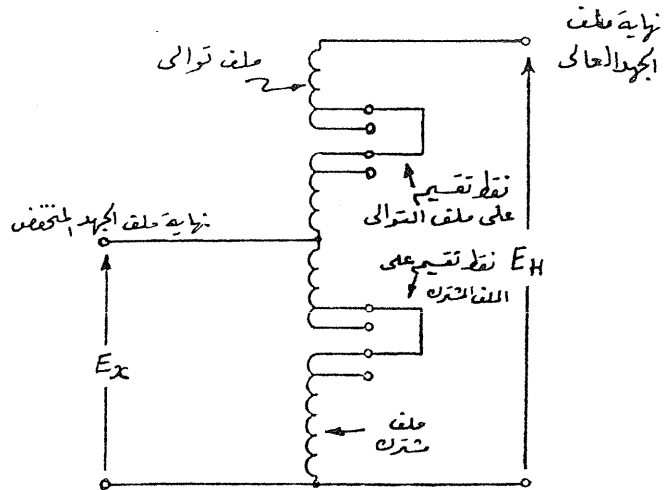 نهاية ملف
الجهد العالى
ملف توالى
نقط تقسيم
على ملف التوالى
نهاية ملف الجهد المنخفض
نقط تقسيم على
الملف المشترك
E_H
E_x
ملف
مشترك